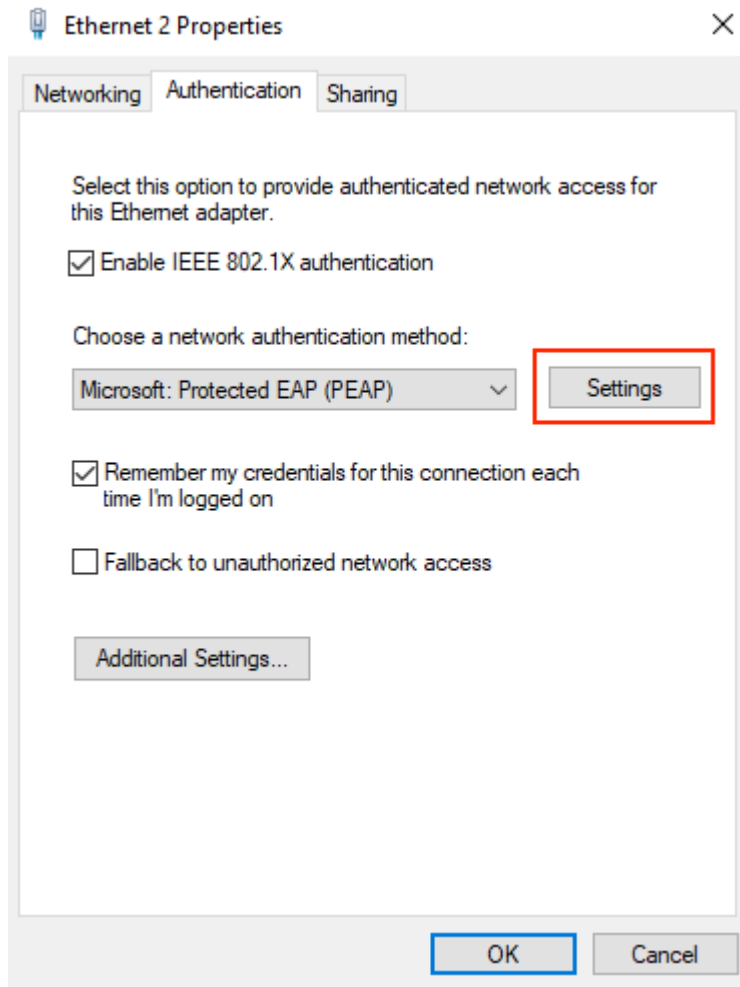 Ethernet 2 Properties
Networking Authentication Sharing
Select this option to provide authenticated network access for
this Ethernet adapter.
Enable IEEE 802.1X authentication
Choose a network authentication method:
Microsoft: Protected EAP (PEAP) Settings
Remember my credentials for this connection each
time I'm logged on
Fallback to unauthorized network access
Additional Settings...
OK Cancel